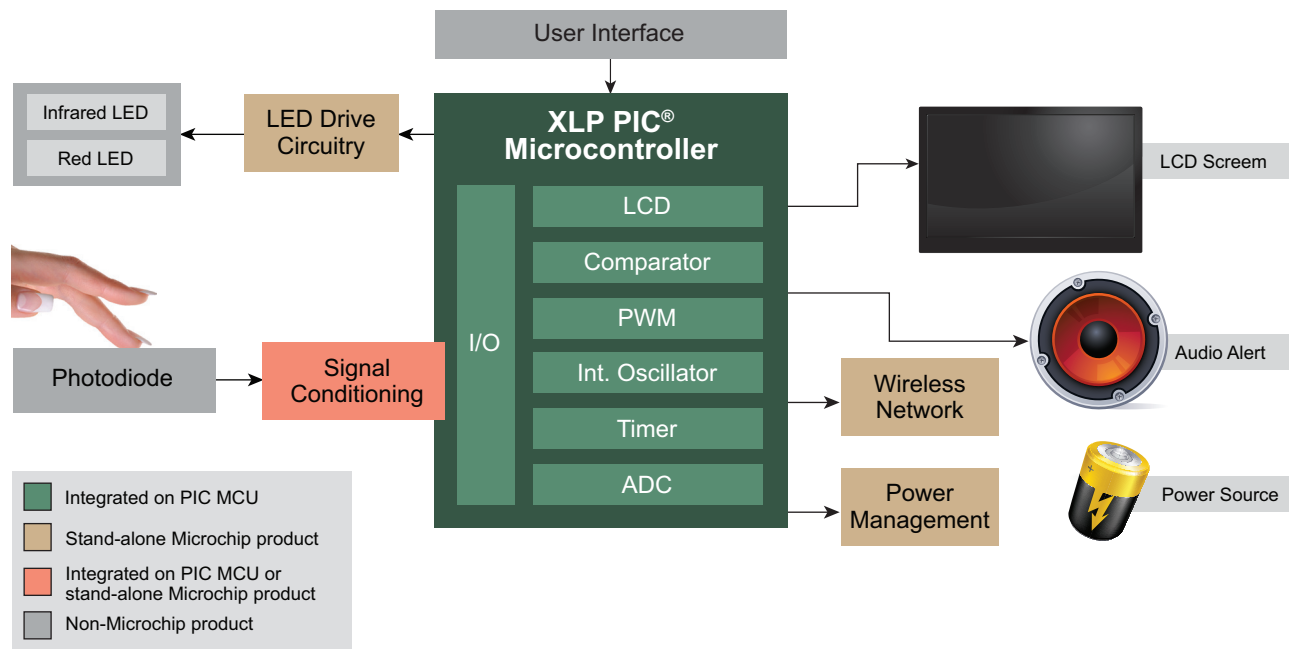 User Interface
Infrared LED
Red LED
LED Drive
Circuitry
XLP PIC®
Microcontroller
LCD Screem
I/O
LCD
Comparator
PWM
Int. Oscillator
Timer
ADC
Photodiode
Signal
Conditioning
Audio Alert
Wireless
Network
Power
Management
Power Source
Integrated on PIC MCU
Stand-alone Microchip product
Integrated on PIC MCU or
stand-alone Microchip product
Non-Microchip product